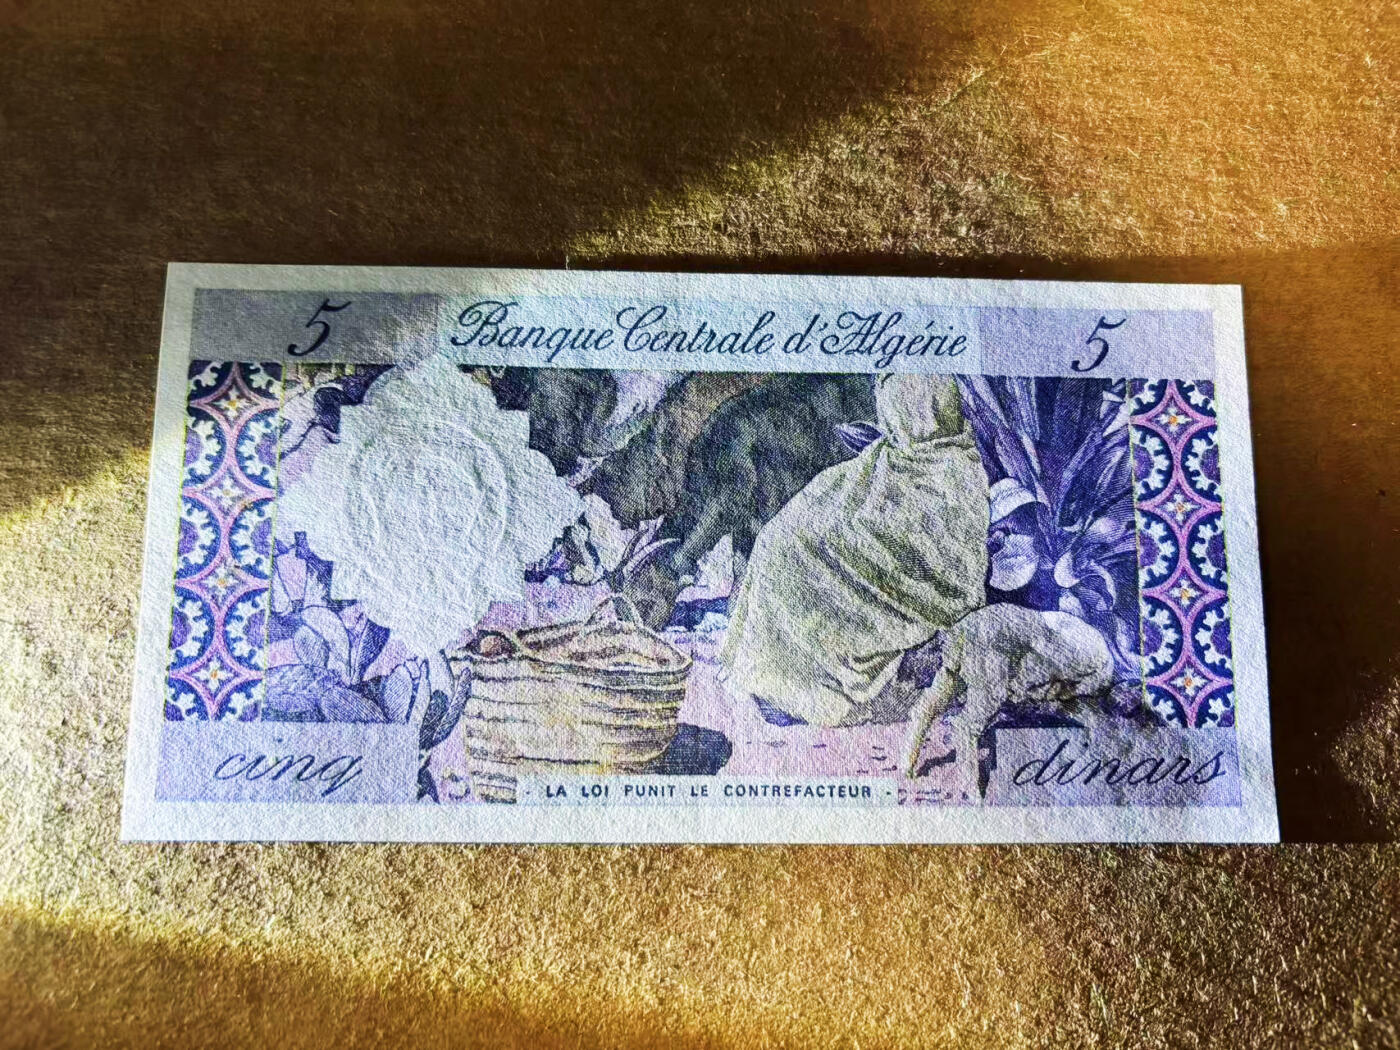 5 Banque Centrale d'Algérie 5
cinq dinars
- LA LOI PUNIT LE CONTREFACTEUR -